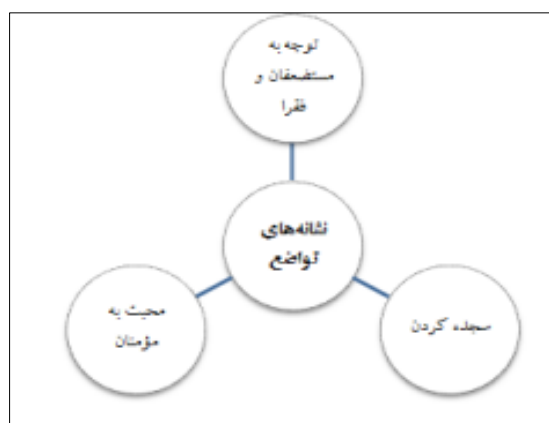 توجه به
مستضعفان و
فقرا
نشانه‌های
تواضع
محبت به
مؤمنان
سجده کردن